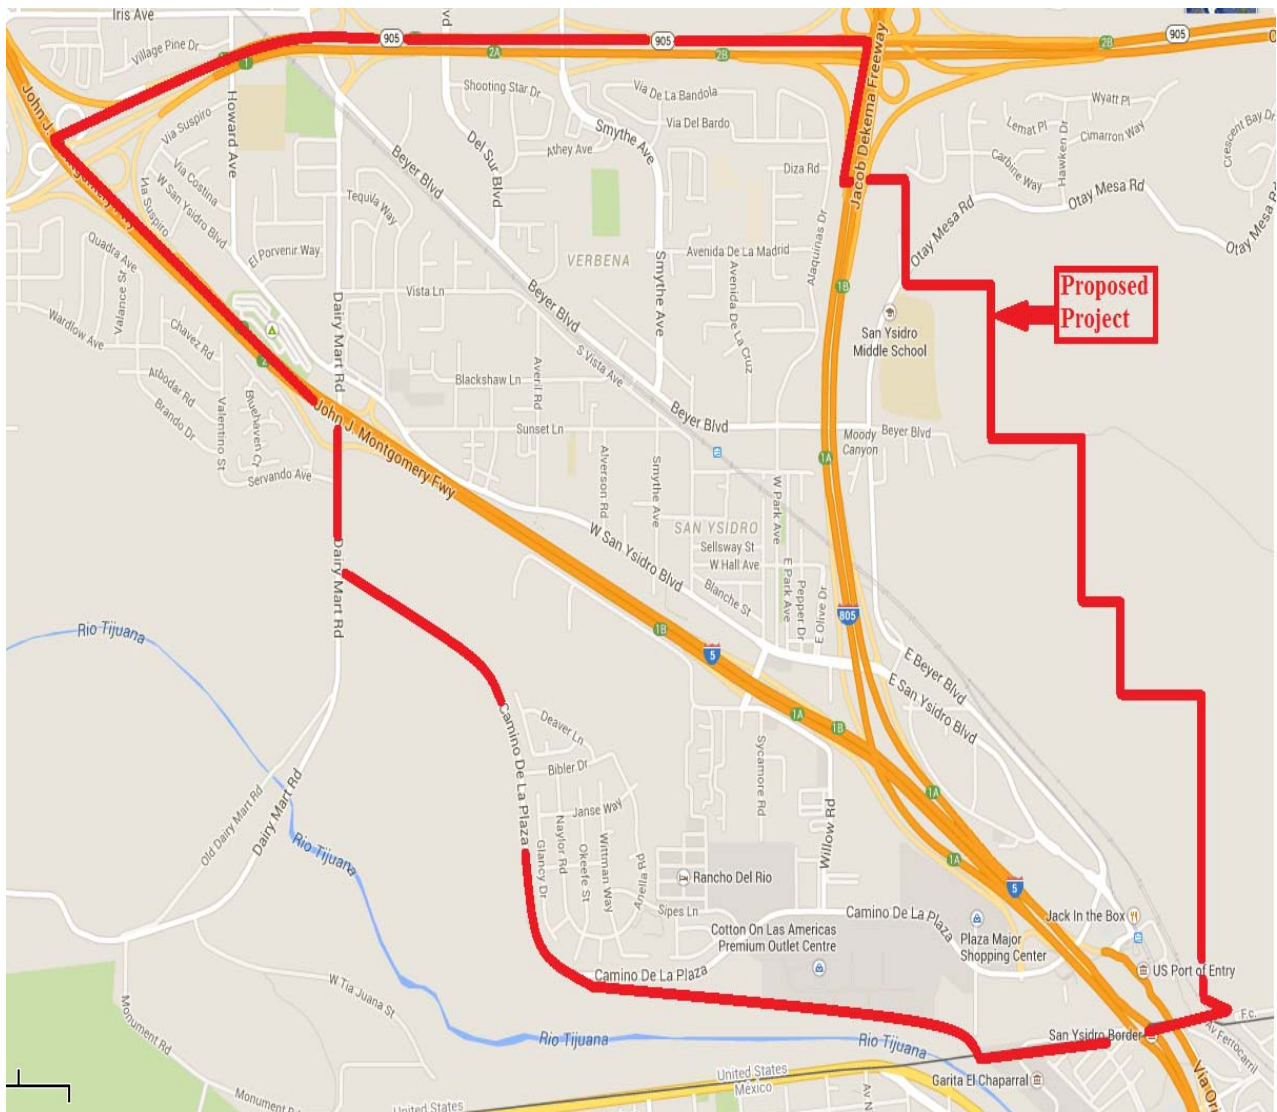 Iris Ave
Village Pine Dr
905
2A
905
2B
2B
905
1
John J.
Via Suspiro
Howard Ave
Shooting Star Dr
Del Sur Blvd
Athey Ave
Beyer Blvd
Via De La Bandola
Via Del Bardo
Smythe Ave
Jacob Dekema Freeway
Diza Rd
Wyatt Pl
Lemat Pl
Cimarron Way
Hawken Dr
Carbine Way
Crescent Bay Dr
Otay Mesa Rd
Otay Mesa Rd
Otay Mesa Rd
Via Costina
W San Ysidro Blvd
Via Suspiro
Tequila Way
El Porvenir Way
Quadra Ave
Valance St
Wardlow Ave
Chavez Rd
Arbodar Rd
Brando Dr
Valentino St
Bluehaven Ct
Servando Ave
Dairy Mart Rd
Vista Ln
VERBENA
Smythe Ave
Avenida De La Madrid
Avenida De La Cruz
Alaquinas Dr
1B
Beyer Blvd
S Vista Ave
Proposed
Project
San Ysidro
Middle School
Averil Rd
Blackshaw Ln
Sunset Ln
Beyer Blvd
Moody
Canyon
Beyer Blvd
John J. Montgomery Fwy
Alverson Rd
Smythe Ave
1A
W Park Ave
SAN YSIDRO
Sellsway St
W Hall Ave
W San Ysidro Blvd
Blanche St
E Park Ave
Pepper Dr
E Olive Dr
805
Dairy Mart Rd
Rio Tijuana
1B
5
E Beyer Blvd
E San Ysidro Blvd
1A
1B
Camino De La Plaza
Deaver Ln
Bibler Dr
Janse Way
Sycamore Rd
Willow Rd
1A
Old Dairy Mart Rd
Dairy Mart Rd
Rio Tijuana
Glancy Dr
Naylor Rd
Okeefe St
Wittman Way
Anella Rd
Rancho Del Rio
Sipes Ln
1A
5
Camino De La Plaza
Cotton On Las Americas
Premium Outlet Centre
Plaza Major
Shopping Center
Jack In the Box
US Port of Entry
Camino De La Plaza
W Tia Juana St
Monument Rd
Rio Tijuana
Rio Tijuana
San Ysidro Border
F.c.
Av Ferrocarril
Garita El Chaparral
United States
Mexico
United States
Monument Rd
Av N